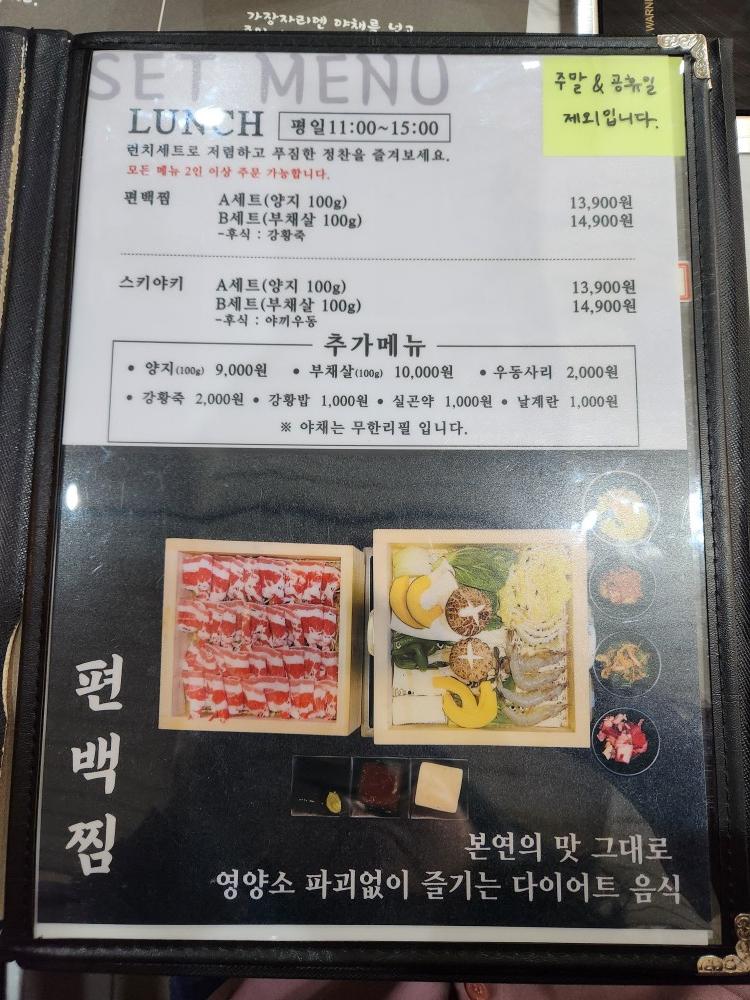 가장자리엔 야채를 넣고
WARNI
SET MENU
주말 & 공휴일
제외입니다.
LUNCH 평일11:00~15:00
런치세트로 저렴하고 푸짐한 정찬을 즐겨보세요.
모든 메뉴 2인 이상 주문 가능합니다.
편백찜 A세트(양지 100g) 13,900원
B세트(부채살 100g) 14,900원
-후식 : 강황죽
스키야키 A세트(양지 100g) 13,900원
B세트(부채살 100g) 14,900원
-후식 : 야끼우동
추가메뉴
• 양지(100g) 9,000원 • 부채살(100g) 10,000원 • 우동사리 2,000원
• 강황죽 2,000원 • 강황밥 1,000원 • 실곤약 1,000원 • 날계란 1,000원
※ 야채는 무한리필 입니다.
편백찜
본연의 맛 그대로
영양소 파괴없이 즐기는 다이어트 음식